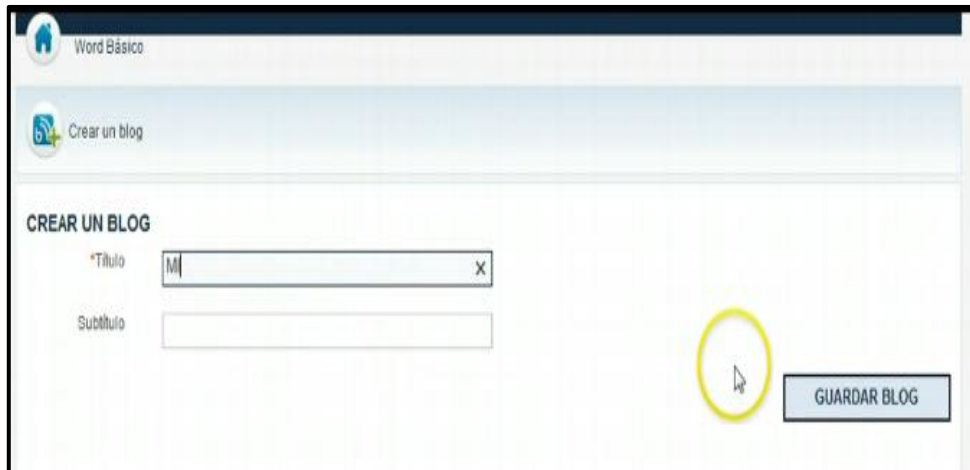 Word Básico
Crear un blog
CREAR UN BLOG
*Título
MI
Subtítulo
GUARDAR BLOG